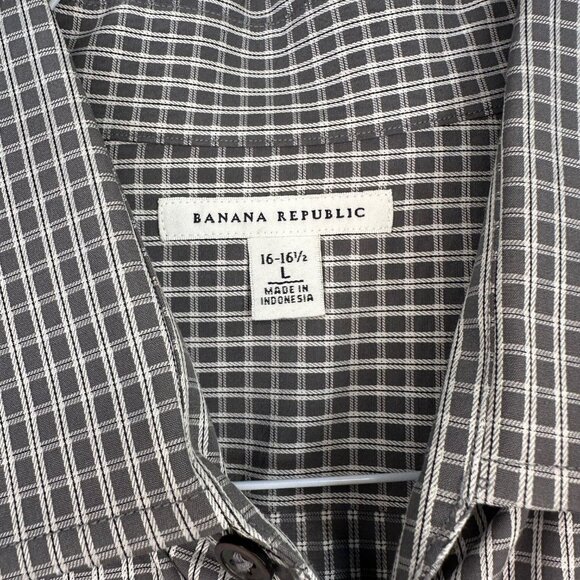 BANANA REPUBLIC
16-16½
L
MADE IN
INDONESIA